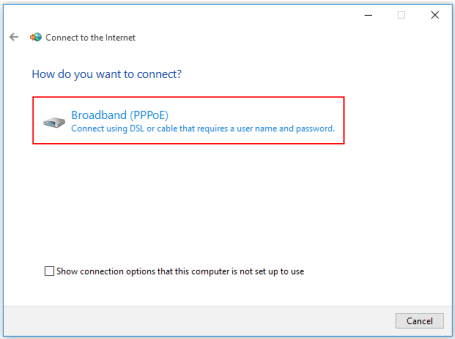 Connect to the Internet
How do you want to connect?
Broadband (PPPoE)
Connect using DSL or cable that requires a user name and password.
Show connection options that this computer is not set up to use
Cancel